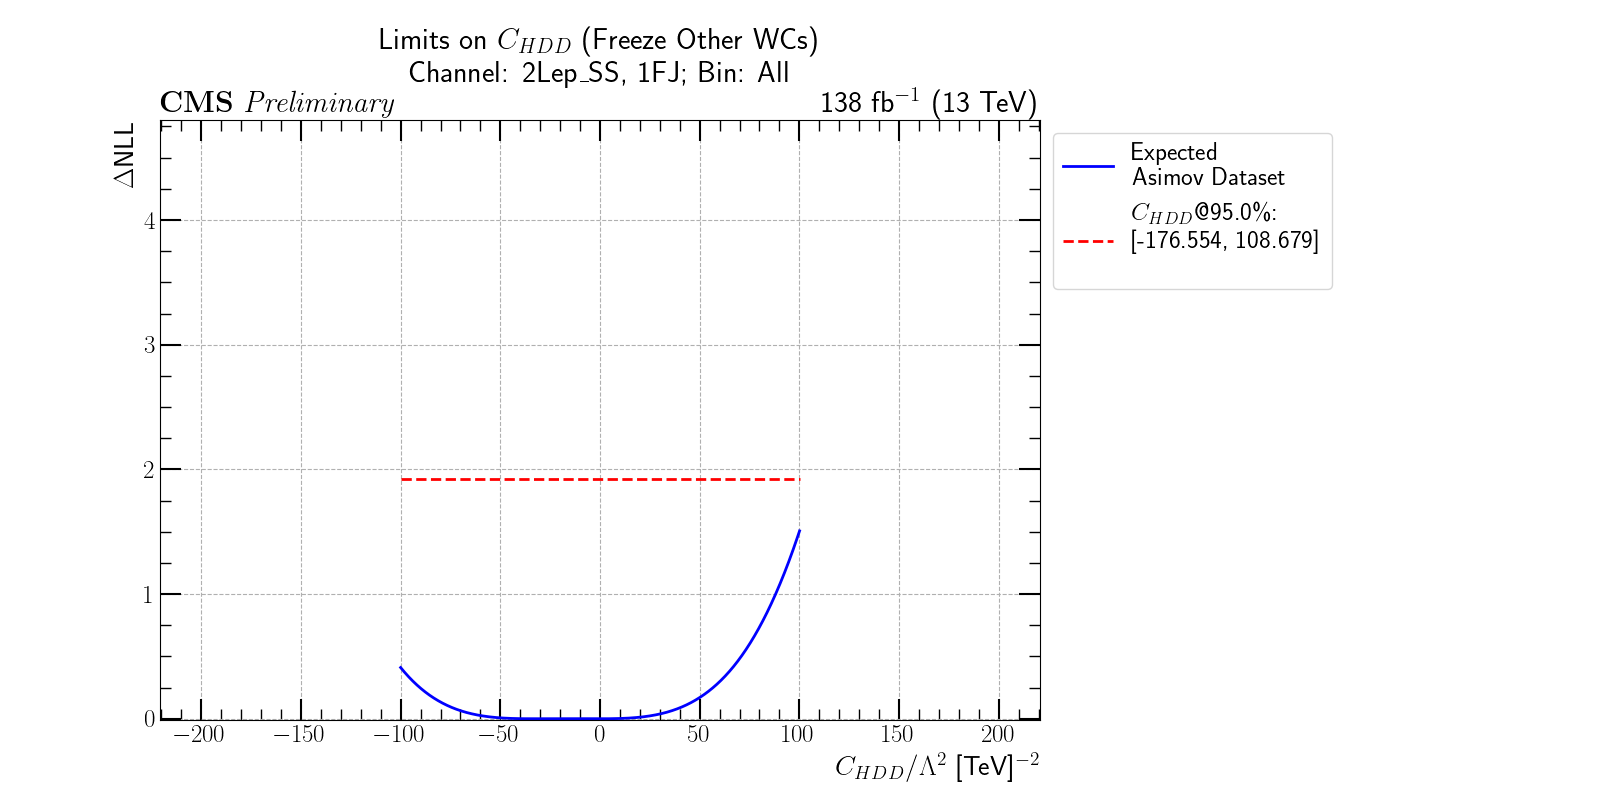 Limits on C_HDD (Freeze Other WCs)
Channel: 2Lep_SS, 1FJ; Bin: All
CMS Preliminary
138 fb⁻¹ (13 TeV)
ΔNLL
4
3
2
1
0
−200 −150 −100 −50 0 50 100 150 200
C_HDD/Λ² [TeV]⁻²
Expected
Asimov Dataset
C_HDD@95.0%:
[-176.554, 108.679]